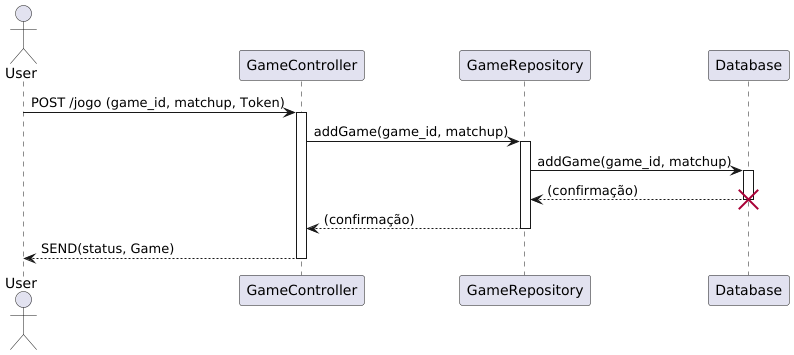 User
GameController
GameRepository
Database
POST /jogo (game_id, matchup, Token)
addGame(game_id, matchup)
addGame(game_id, matchup)
(confirmação)
(confirmação)
SEND(status, Game)
User
GameController
GameRepository
Database